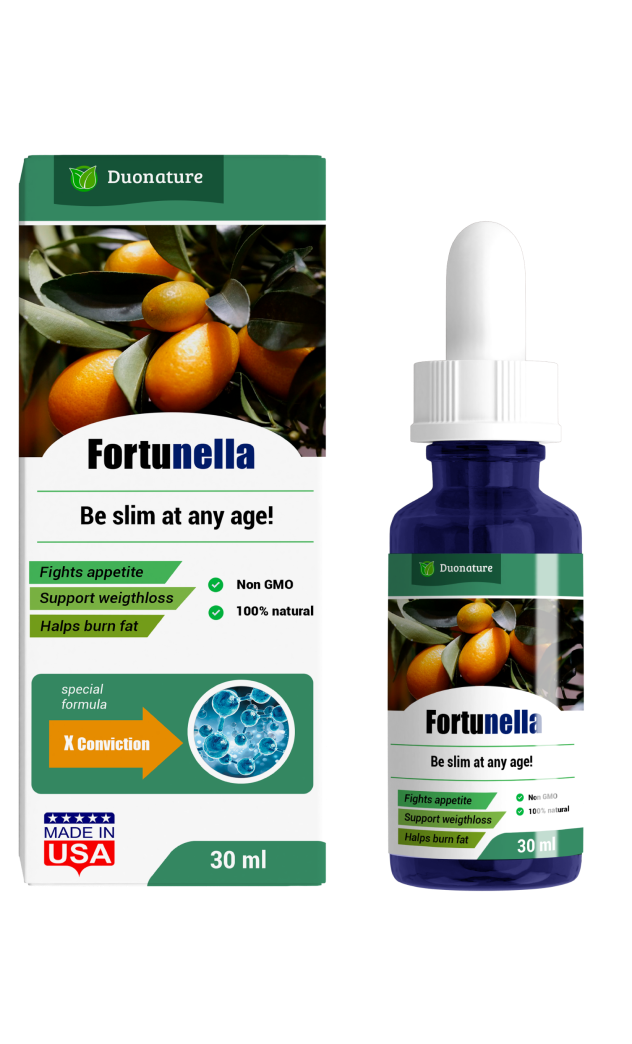 Duonature
Fortunella
Be slim at any age!
Fights appetite
Support weigthloss
Halps burn fat
Non GMO
100% natural
special
formula
X Conviction
MADE IN
USA
30 ml
Duonature
Fortunella
Be slim at any age!
Fights appetite
Support weigthloss
Halps burn fat
Non GMO
100% natural
30 ml